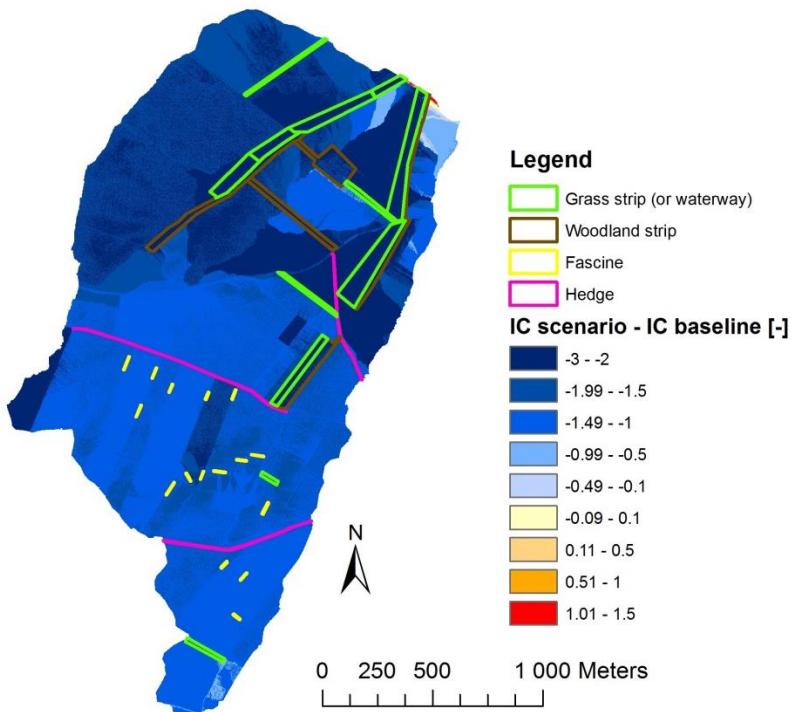 Legend
Grass strip (or waterway)
Woodland strip
Fascine
Hedge
IC scenario - IC baseline [-]
-3 - -2
-1.99 - -1.5
-1.49 - -1
-0.99 - -0.5
-0.49 - -0.1
-0.09 - 0.1
0.11 - 0.5
0.51 - 1
1.01 - 1.5
N
0 250 500 1 000 Meters